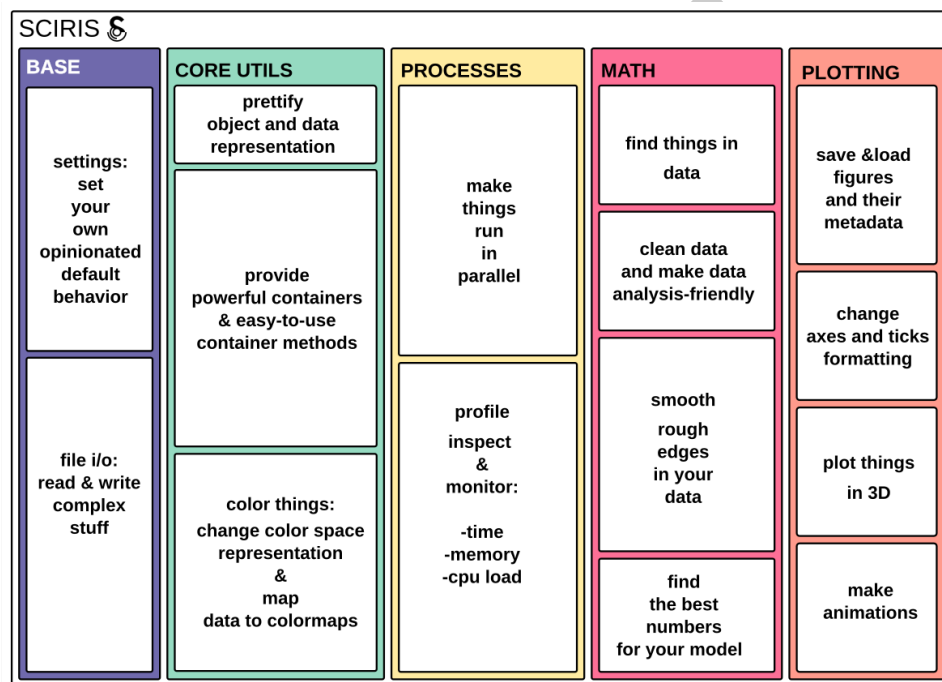 SCIRIS
BASE
settings:
set
your
own
opinionated
default
behavior
file i/o:
read & write
complex
stuff
CORE UTILS
prettify
object and data
representation
provide
powerful containers
& easy-to-use
container methods
color things:
change color space
representation
&
map
data to colormaps
PROCESSES
make
things
run
in
parallel
profile
inspect
&
monitor:
-time
-memory
-cpu load
MATH
find things in
data
clean data
and make data
analysis-friendly
smooth
rough
edges
in your
data
find
the best
numbers
for your model
PLOTTING
save &load
figures
and their
metadata
change
axes and ticks
formatting
plot things
in 3D
make
animations